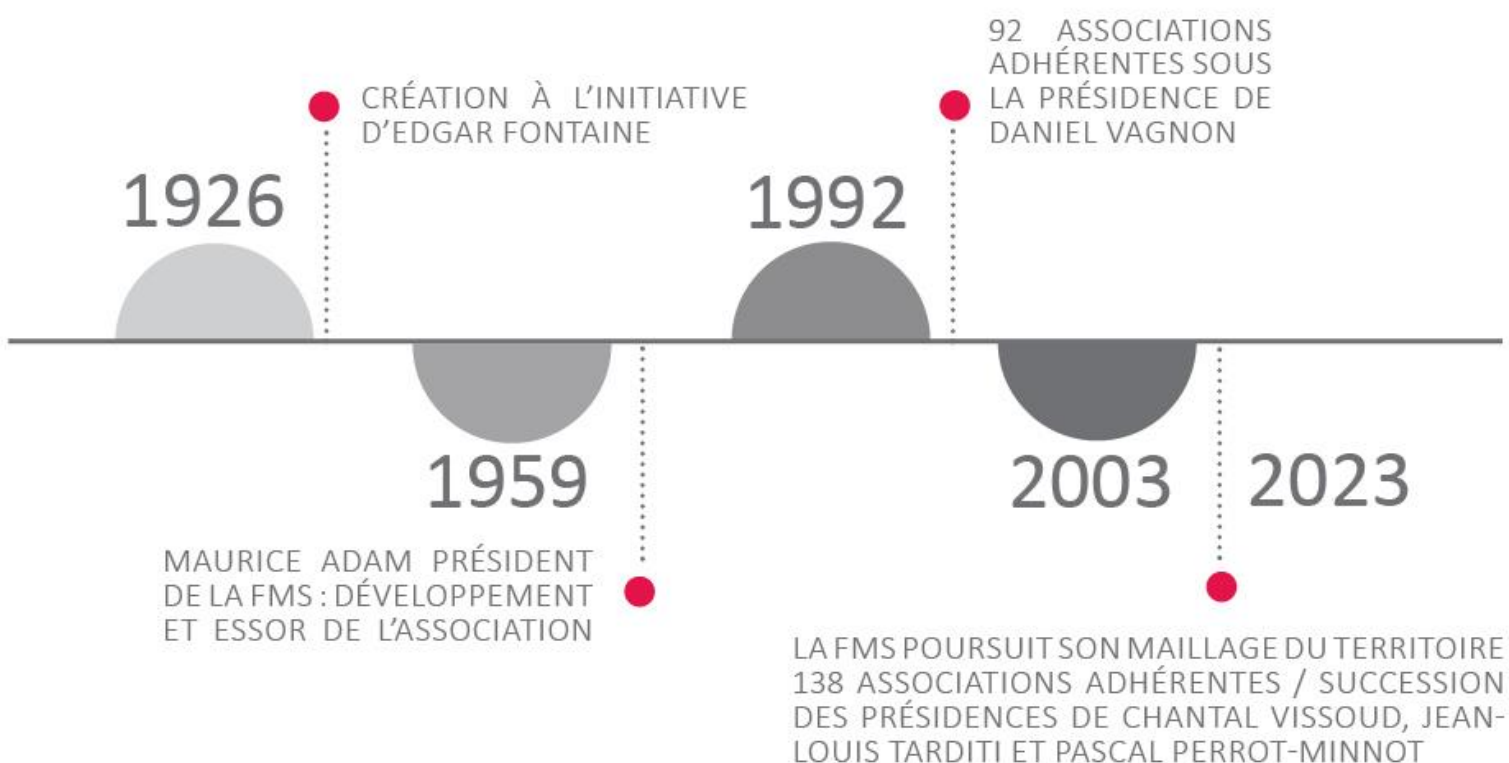 1926
CRÉATION À L'INITIATIVE
D'EDGAR FONTAINE
1959
MAURICE ADAM PRÉSIDENT
DE LA FMS : DÉVELOPPEMENT
ET ESSOR DE L'ASSOCIATION
1992
92 ASSOCIATIONS
ADHÉRENTES SOUS
LA PRÉSIDENCE DE
DANIEL VAGNON
2003
2023
LA FMS POURSUIT SON MAILLAGE DU TERRITOIRE
138 ASSOCIATIONS ADHÉRENTES / SUCCESSION
DES PRÉSIDENCES DE CHANTAL VISSOUD, JEAN-
LOUIS TARDITI ET PASCAL PERROT-MINNOT